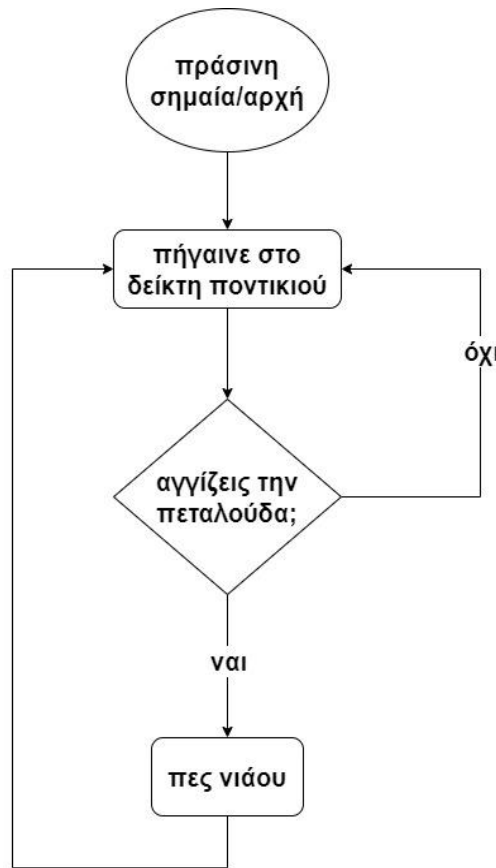 πράσινη
σημαία/αρχή
πήγαινε στο
δείκτη ποντικιού
όχι
αγγίζεις την
πεταλούδα;
ναι
πες νιάου